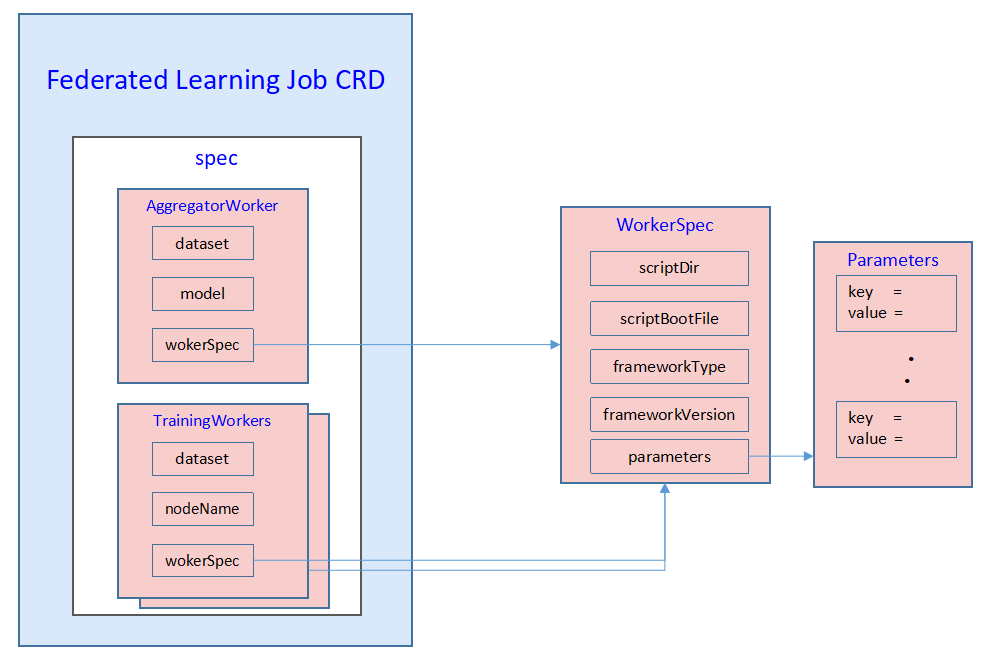 Federated Learning Job CRD
spec
AggregatorWorker
dataset
model
wokerSpec
TrainingWorkers
dataset
nodeName
wokerSpec
WorkerSpec
scriptDir
scriptBootFile
frameworkType
frameworkVersion
parameters
Parameters
key =
value =
key =
value =